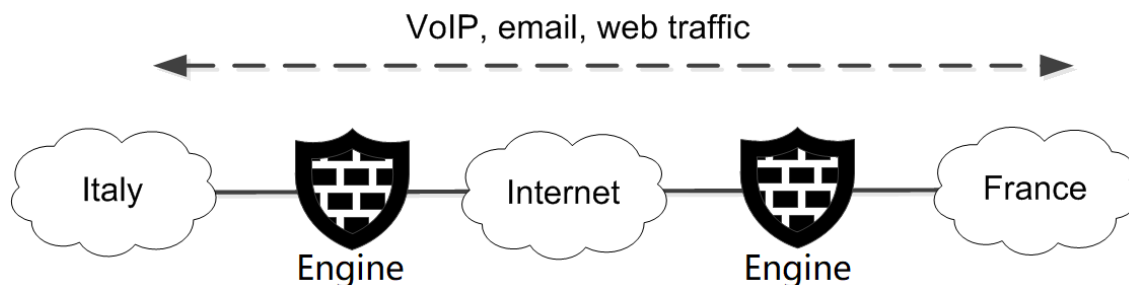 VoIP, email, web traffic
Italy
Internet
France
Engine
Engine